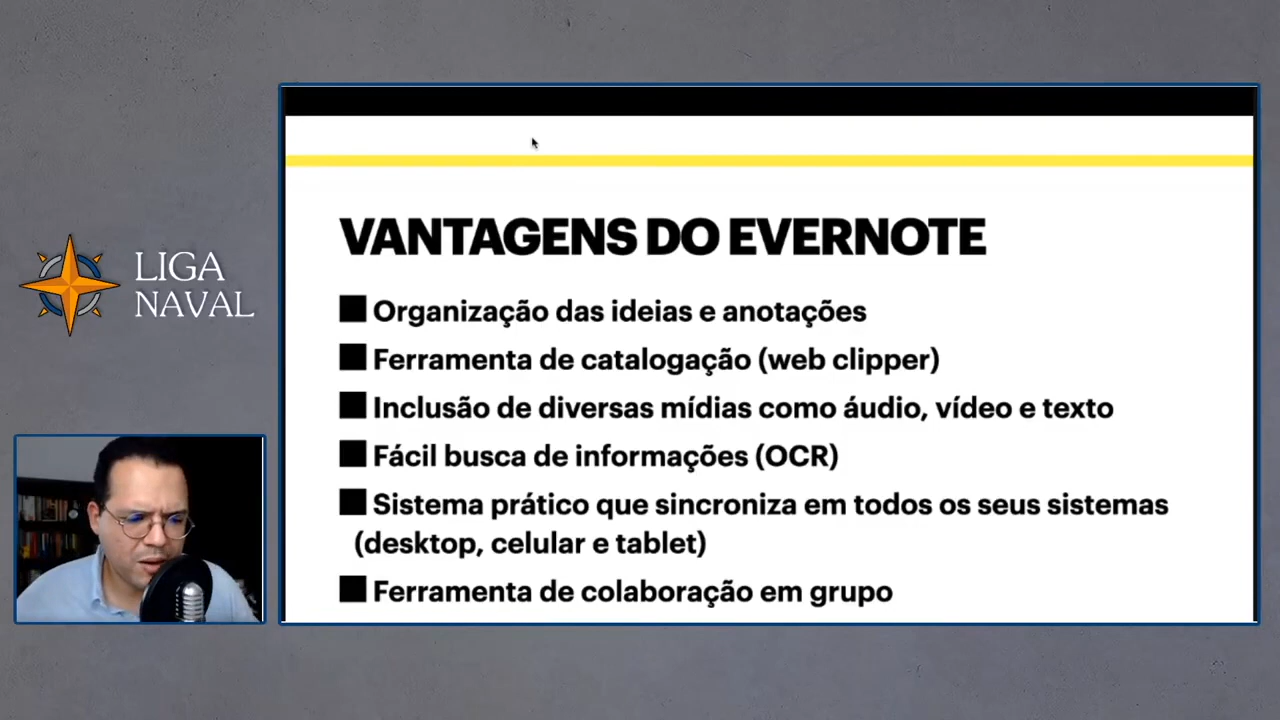 LIGA
NAVAL
VANTAGENS DO EVERNOTE
Organização das ideias e anotações
Ferramenta de catalogação (web clipper)
Inclusão de diversas mídias como áudio, vídeo e texto
Fácil busca de informações (OCR)
Sistema prático que sincroniza em todos os seus sistemas
(desktop, celular e tablet)
Ferramenta de colaboração em grupo